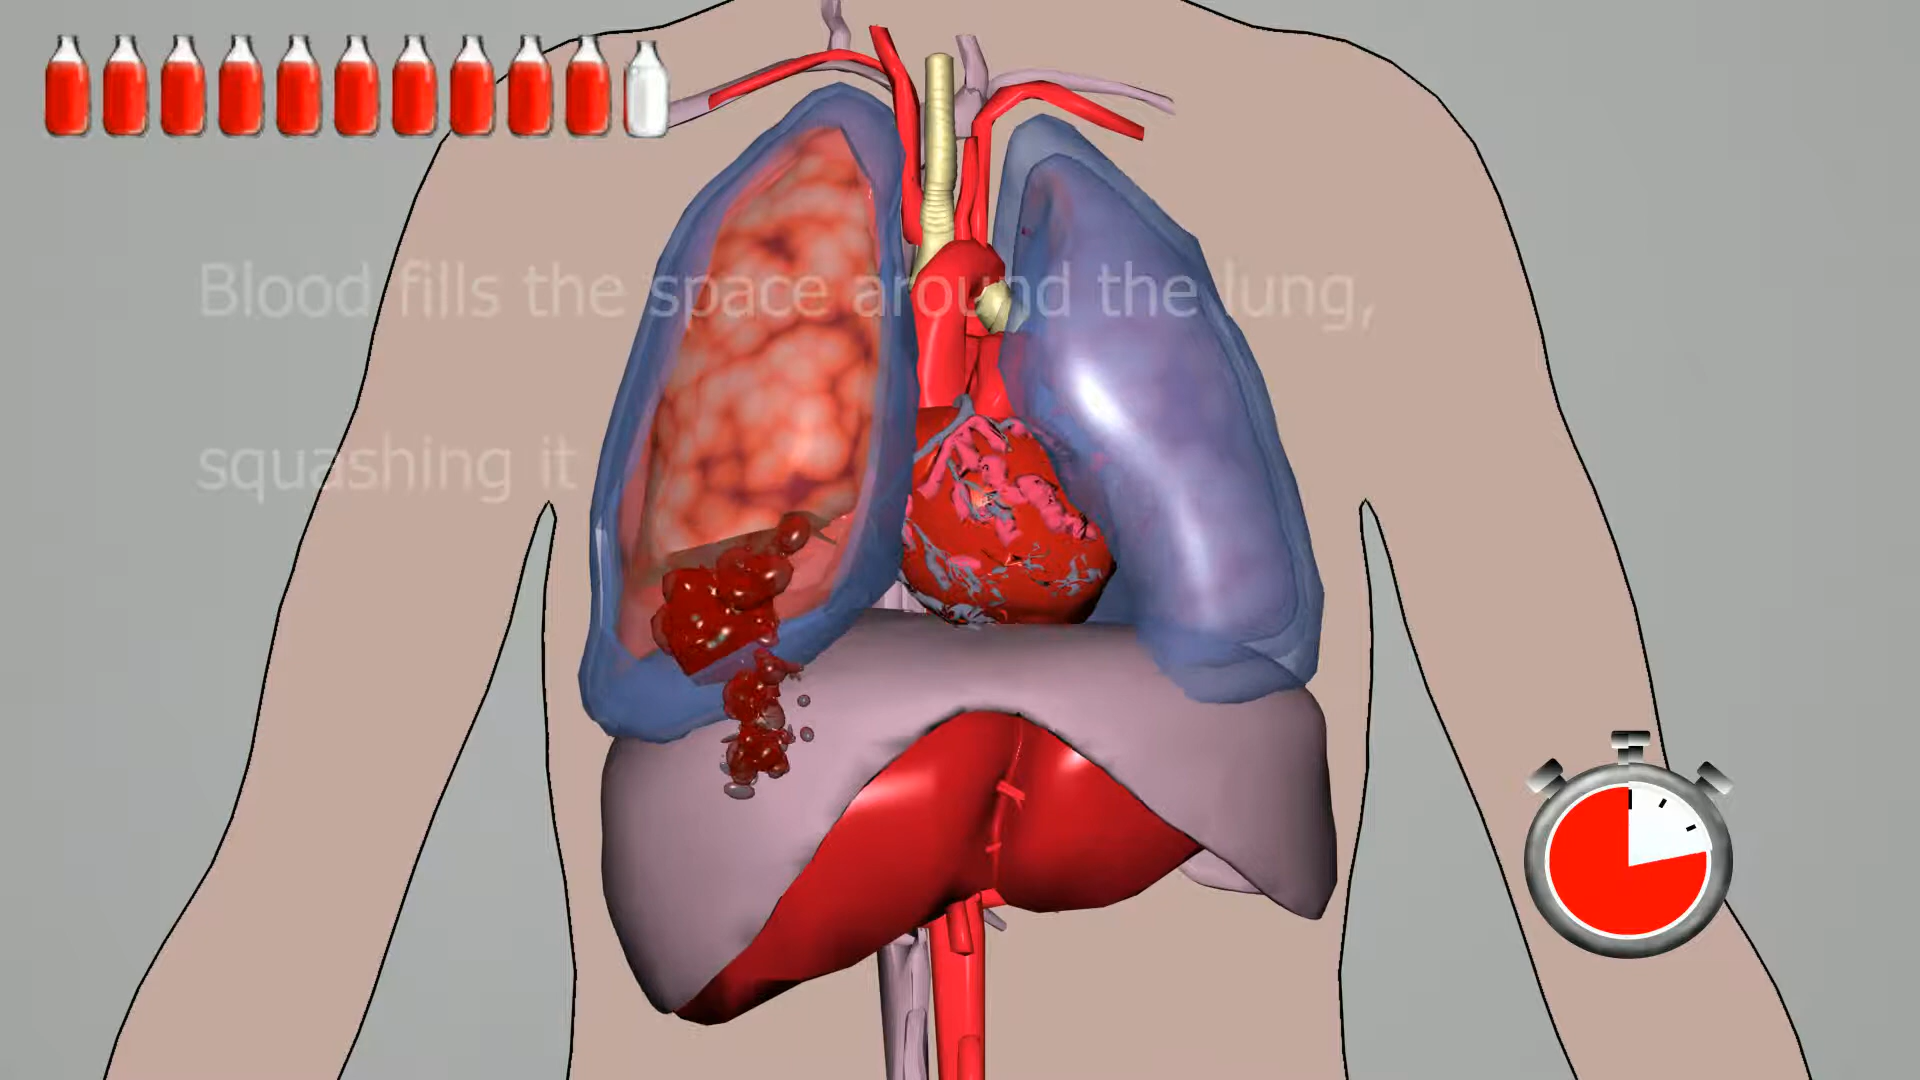 Blood fills the space around the lung,
squashing it